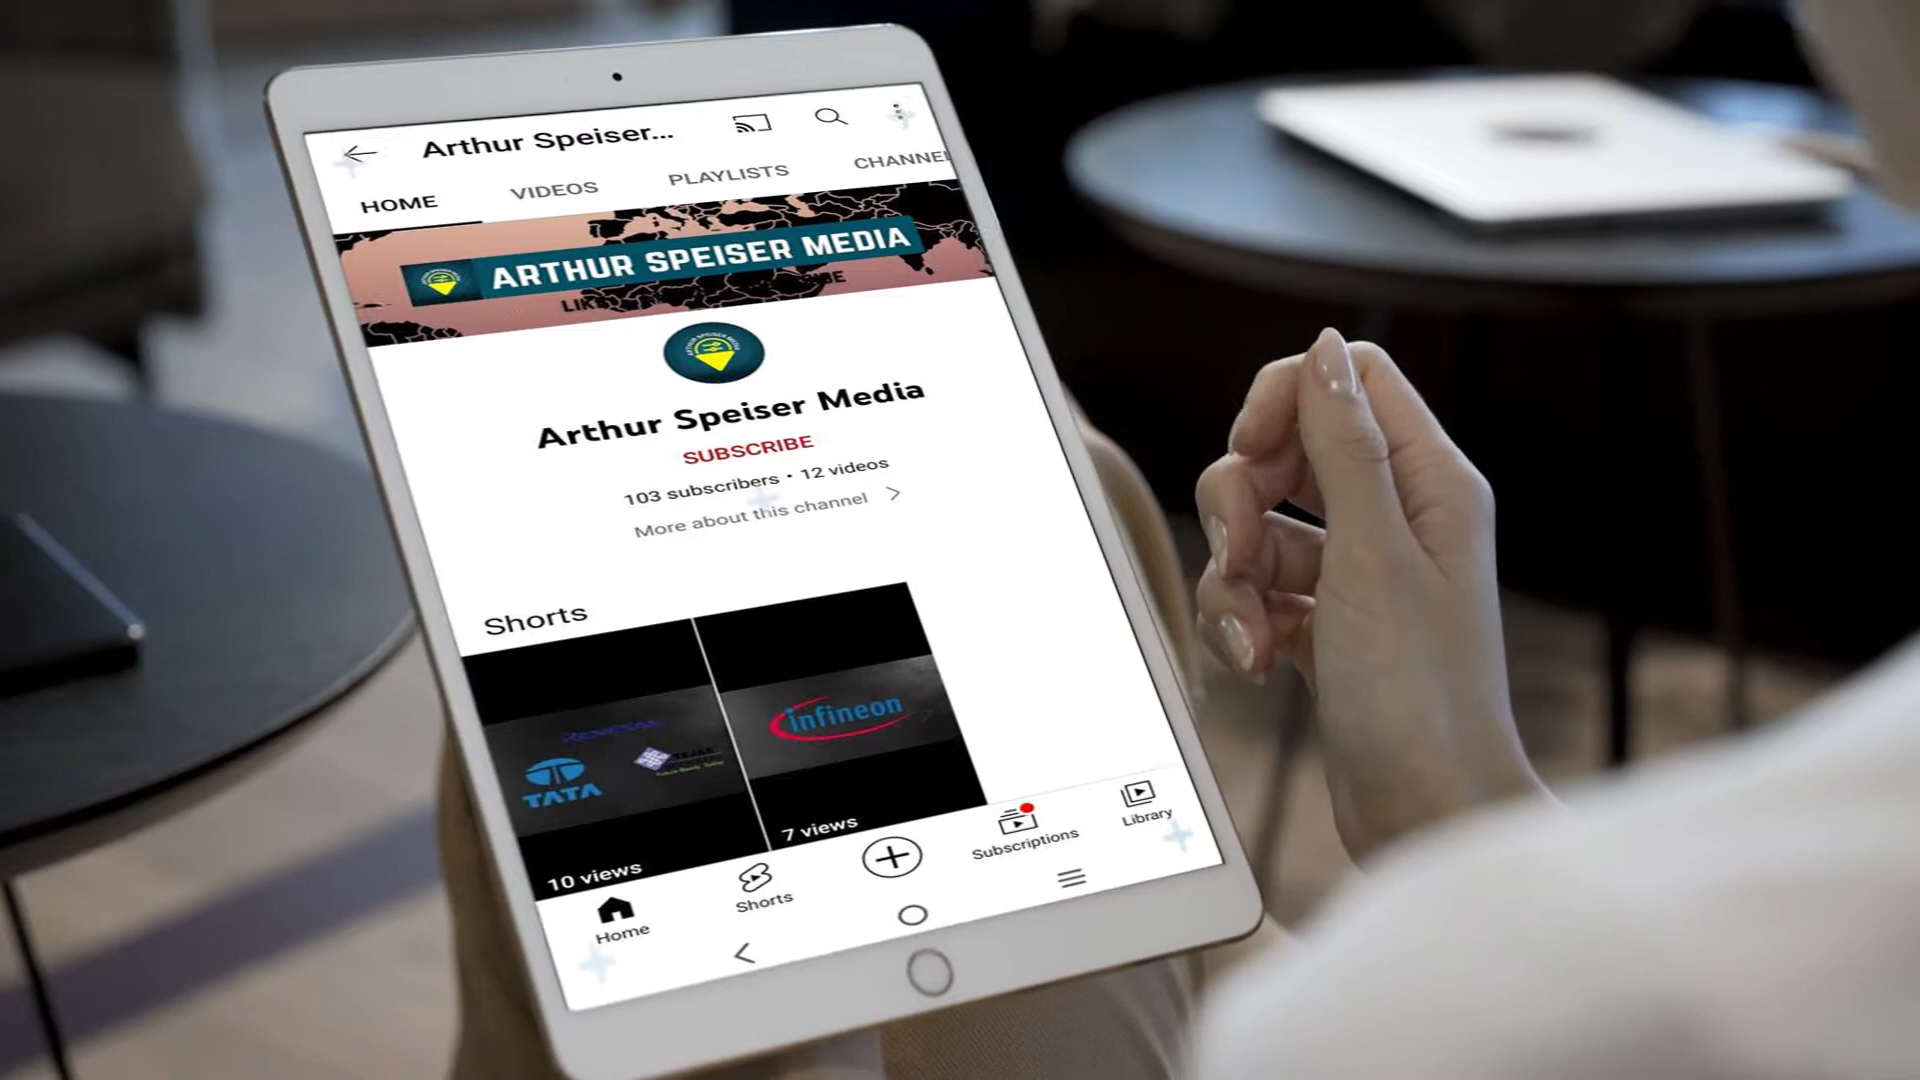 Arthur Speiser...
HOME VIDEOS PLAYLISTS CHANNEL
ARTHUR SPEISER MEDIA
LIK
Arthur Speiser Media
SUBSCRIBE
103 subscribers • 12 videos
More about this channel
Shorts
TATA
infineon
10 views
7 views
Home
Shorts
Subscriptions
Library